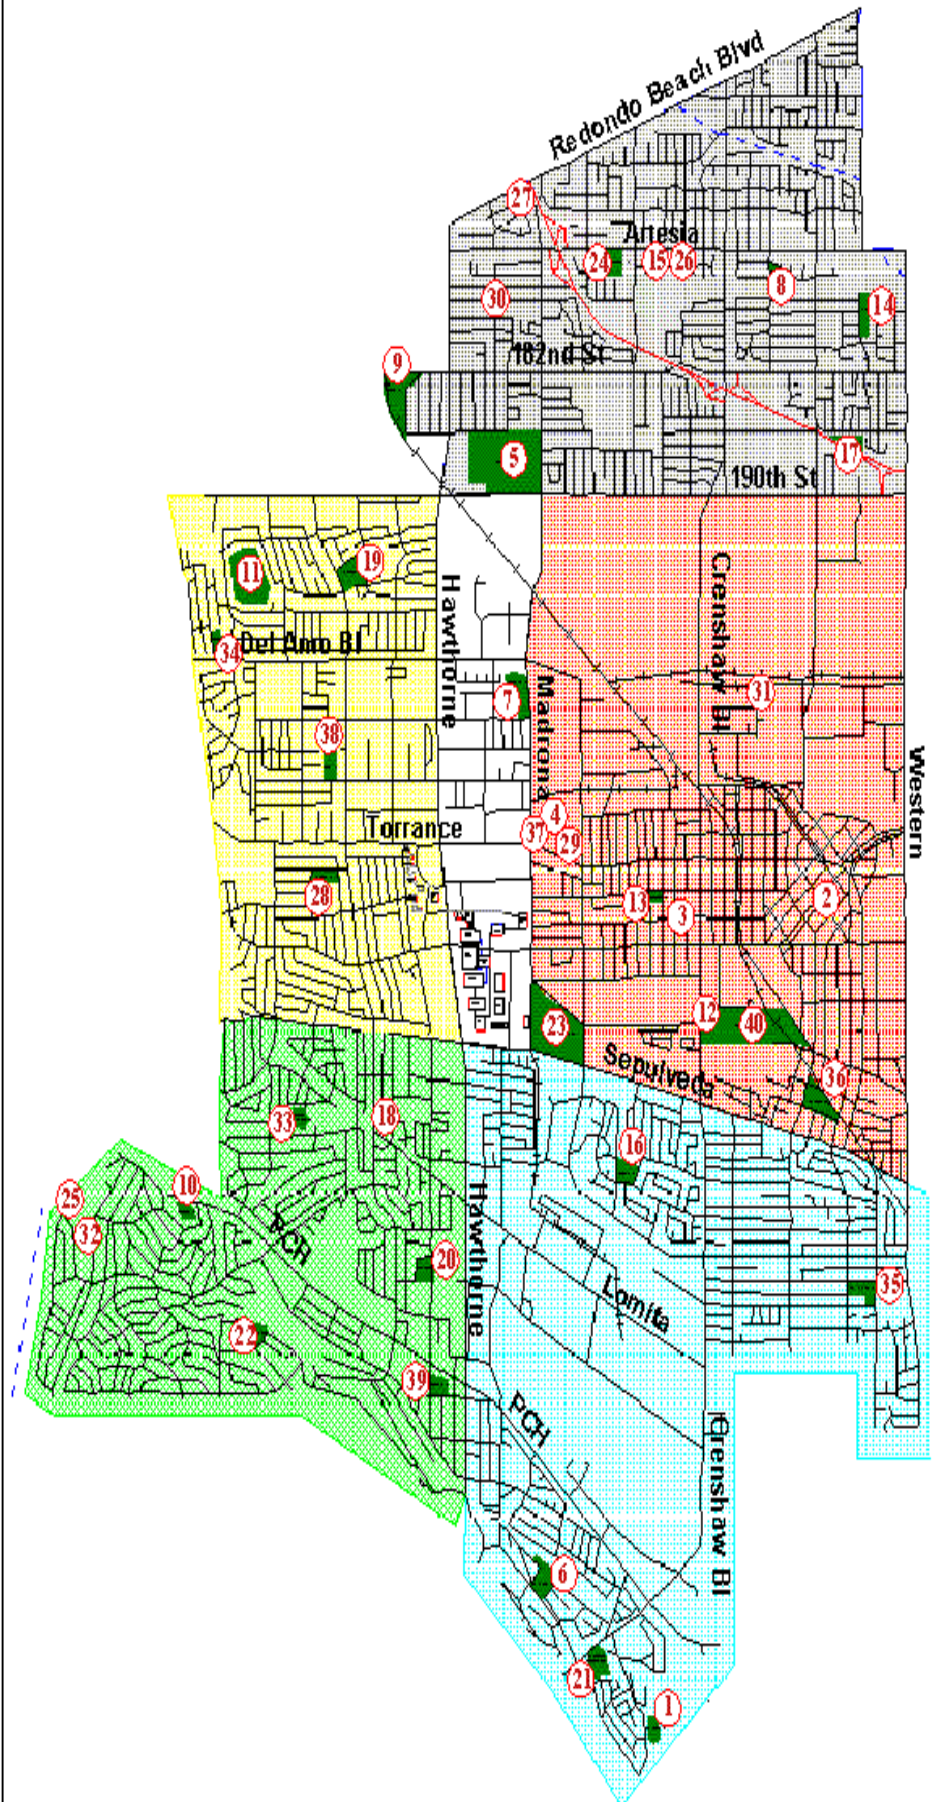 Redondo Beach Blvd
27
Artesia
24
15
26
8
30
14
182nd St
9
5
17
190th St
11
19
Hawthorne
Crenshaw Bl
34
Del Amo Bl
7
Madrona
31
38
Western
4
37
29
Torrance
28
13
3
2
23
12
40
Sepulveda
36
33
18
16
25
10
32
PCH
20
Hawthorne
Lomita
35
22
39
PCH
Crenshaw Bl
6
21
1